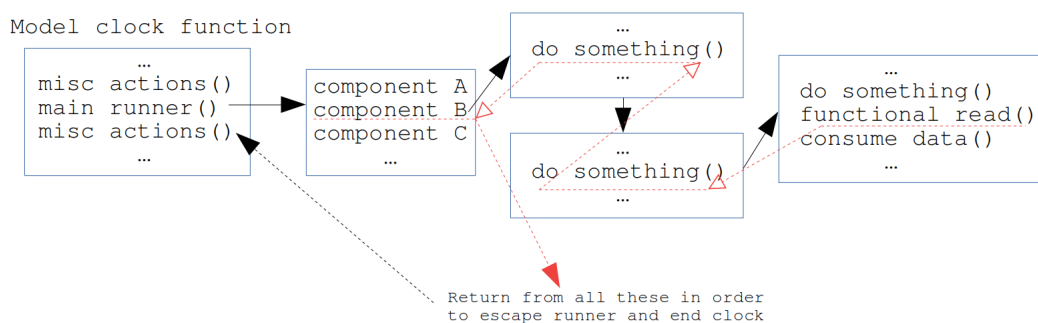 Model clock function
...
misc actions()
main runner()
misc actions()
...
component A
component B
component C
...
...
do something()
...
...
do something()
...
...
do something()
functional read()
consume data()
...
Return from all these in order
to escape runner and end clock